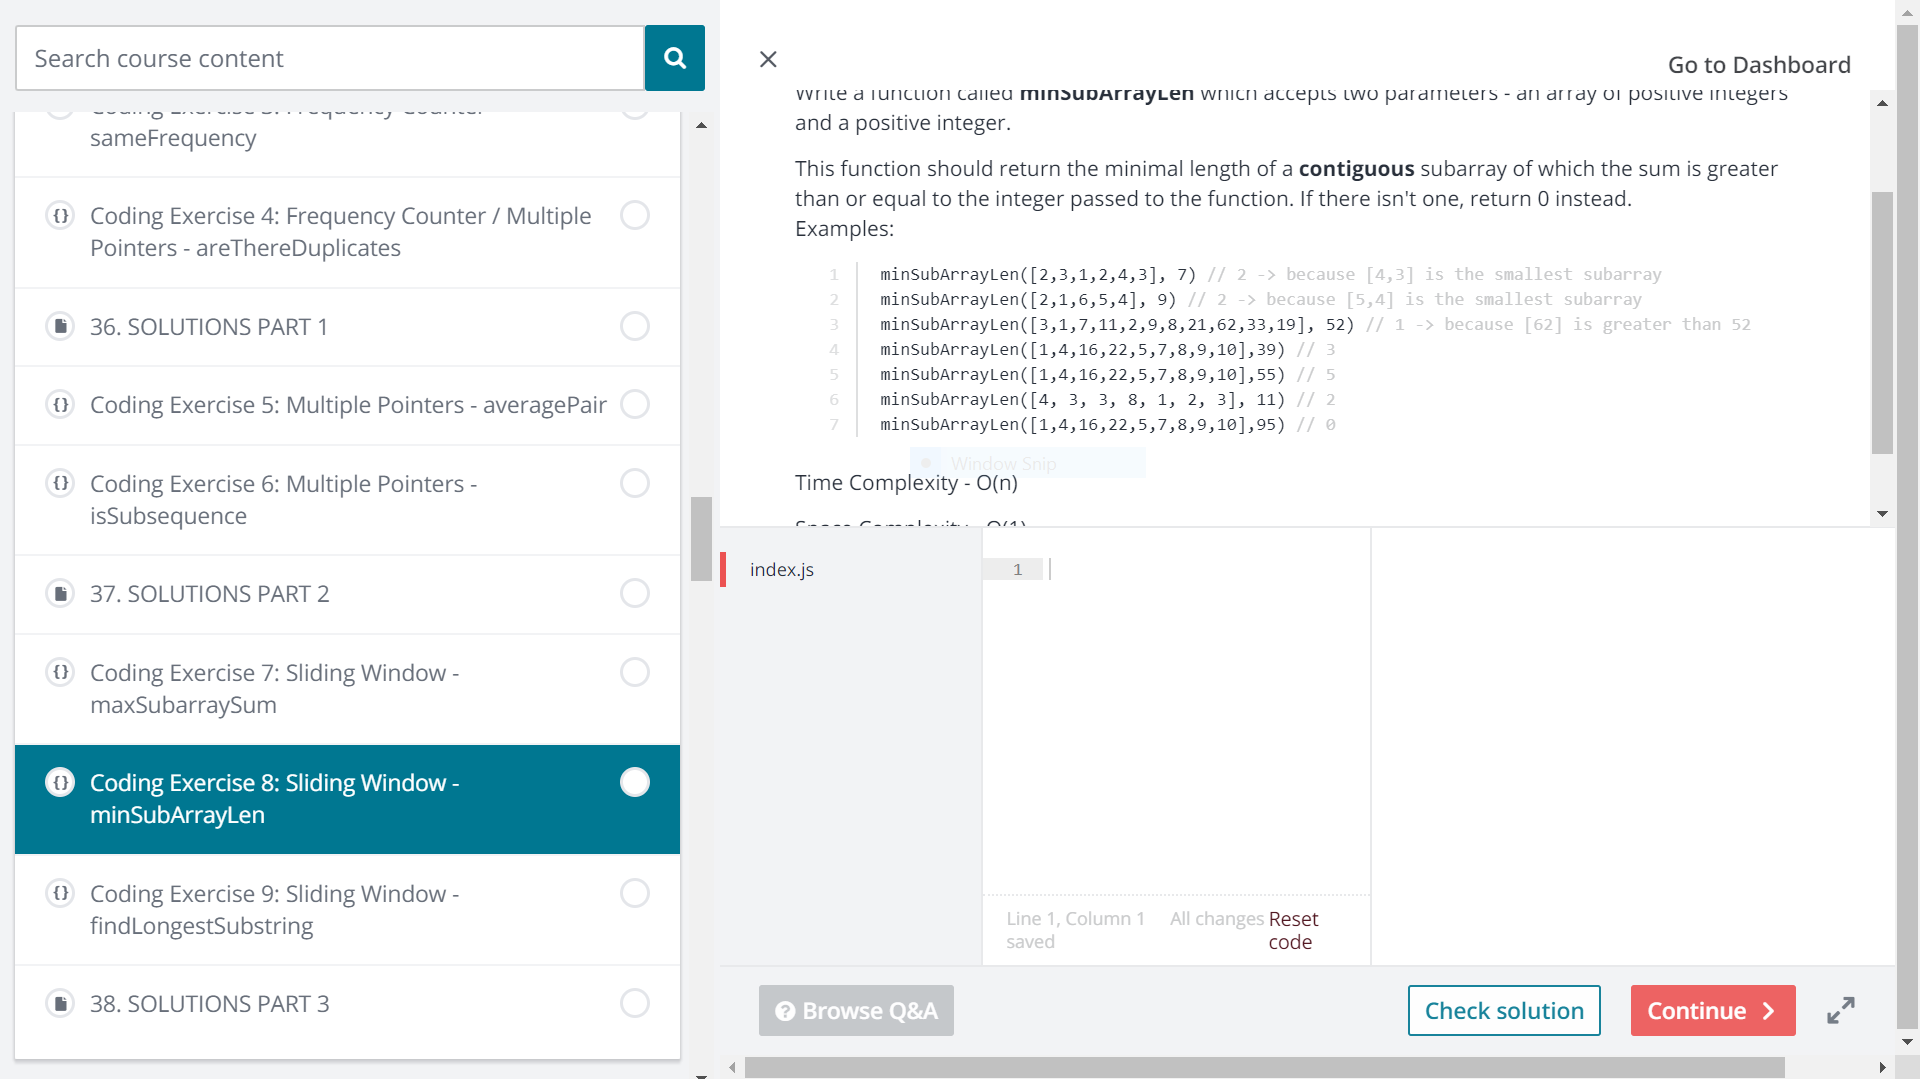 Search course content
Coding Exercise 3: Frequency Counter -
sameFrequency
Coding Exercise 4: Frequency Counter / Multiple
Pointers - areThereDuplicates
36. SOLUTIONS PART 1
Coding Exercise 5: Multiple Pointers - averagePair
Coding Exercise 6: Multiple Pointers -
isSubsequence
37. SOLUTIONS PART 2
Coding Exercise 7: Sliding Window -
maxSubarraySum
Coding Exercise 8: Sliding Window -
minSubArrayLen
Coding Exercise 9: Sliding Window -
findLongestSubstring
38. SOLUTIONS PART 3
Go to Dashboard
Write a function called minSubArrayLen which accepts two parameters - an array of positive integers
and a positive integer.
This function should return the minimal length of a contiguous subarray of which the sum is greater
than or equal to the integer passed to the function. If there isn't one, return 0 instead.
Examples:
1 minSubArrayLen([2,3,1,2,4,3], 7) // 2 -> because [4,3] is the smallest subarray
2 minSubArrayLen([2,1,6,5,4], 9) // 2 -> because [5,4] is the smallest subarray
3 minSubArrayLen([3,1,7,11,2,9,8,21,62,33,19], 52) // 1 -> because [62] is greater than 52
4 minSubArrayLen([1,4,16,22,5,7,8,9,10],39) // 3
5 minSubArrayLen([1,4,16,22,5,7,8,9,10],55) // 5
6 minSubArrayLen([4, 3, 3, 8, 1, 2, 3], 11) // 2
7 minSubArrayLen([1,4,16,22,5,7,8,9,10],95) // 0
Window Snip
Time Complexity - O(n)
Space Complexity - O(1)
index.js
1
Line 1, Column 1 All changes
saved
Reset
code
Browse Q&A
Check solution
Continue